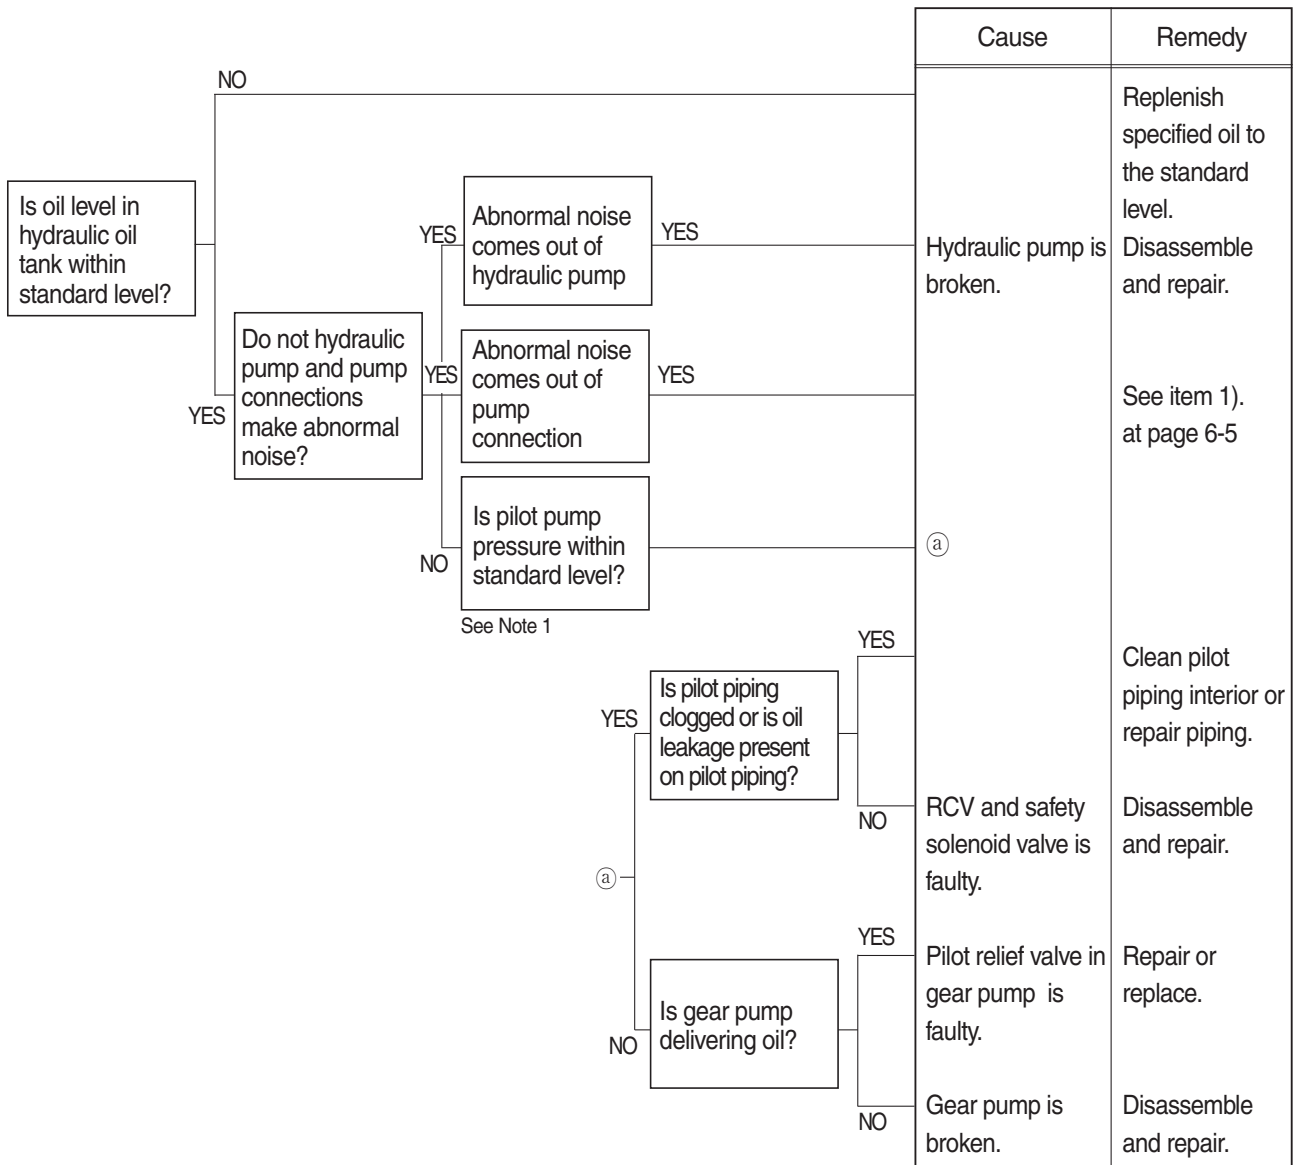 Cause
Remedy
NO
Replenish
specified oil to
the standard
level.
Is oil level in
hydraulic oil
tank within
standard level?
YES
Abnormal noise
comes out of
hydraulic pump
YES
Hydraulic pump is
broken.
Disassemble
and repair.
YES
Do not hydraulic
pump and pump
connections
make abnormal
noise?
YES
Abnormal noise
comes out of
pump
connection
YES
See item 1).
at page 6-5
NO
Is pilot pump
pressure within
standard level?
See Note 1
ⓐ
YES
Is pilot piping
clogged or is oil
leakage present
on pilot piping?
YES
Clean pilot
piping interior or
repair piping.
NO
RCV and safety
solenoid valve is
faulty.
Disassemble
and repair.
ⓐ
NO
Is gear pump
delivering oil?
YES
Pilot relief valve in
gear pump is
faulty.
Repair or
replace.
NO
Gear pump is
broken.
Disassemble
and repair.